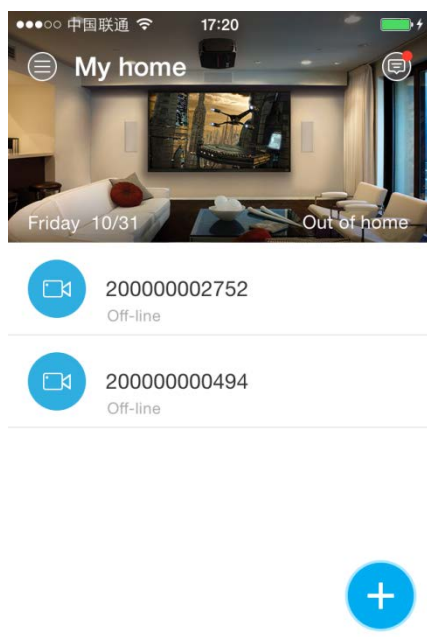 中国联通 17:20
My home
Friday 10/31 Out of home
200000002752
Off-line
200000000494
Off-line